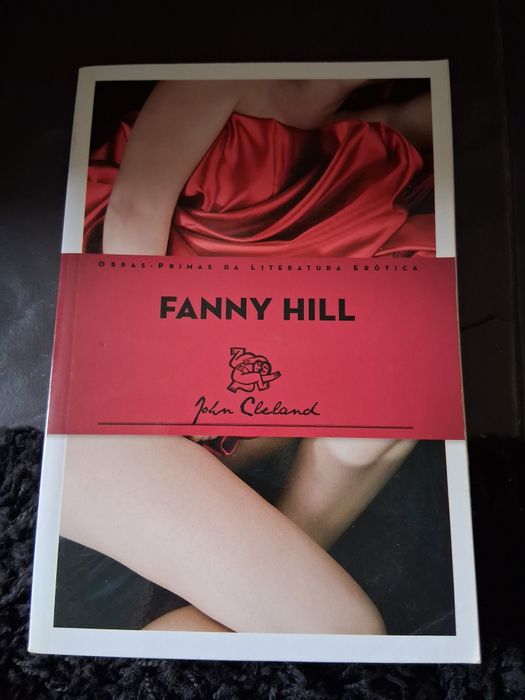 Obras-Primas da Literatura Erótica
FANNY HILL
John Cleland